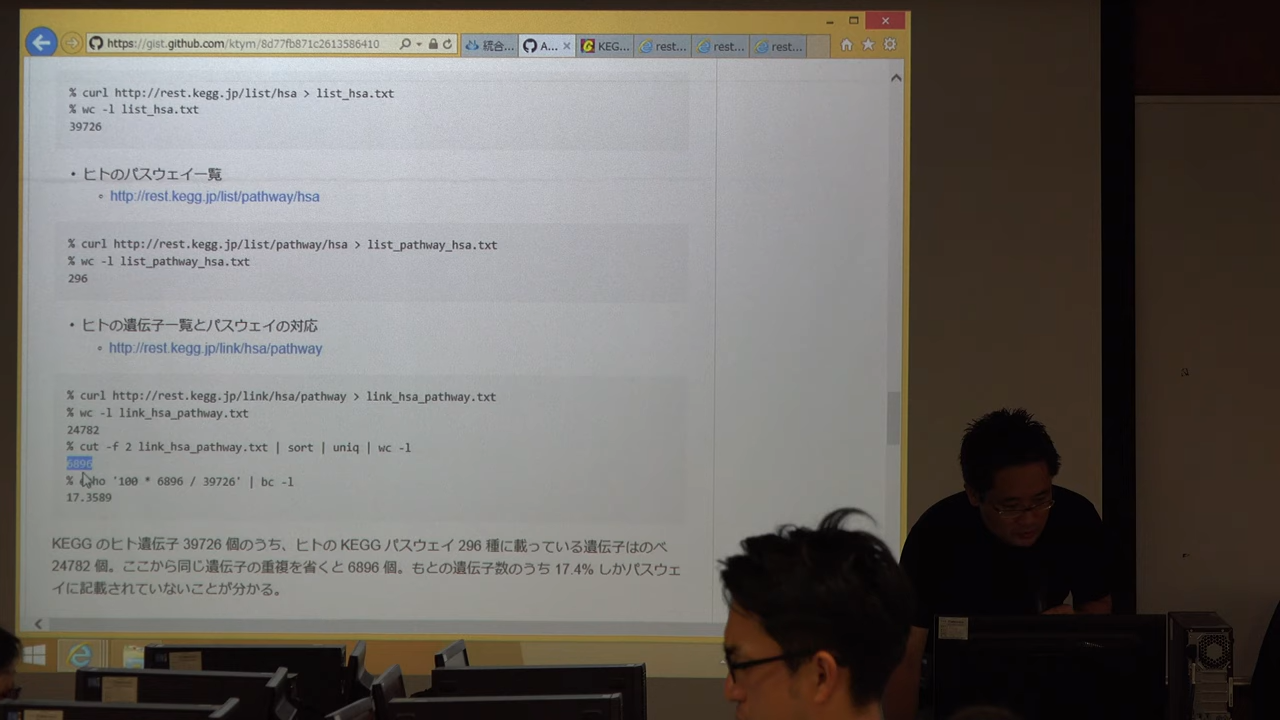 https://gist.github.com/ktym/8d77fb871c2613586410
統合...
A...
KEG...
rest...
rest...
rest...
% curl http://rest.kegg.jp/list/hsa > list_hsa.txt
% wc -l list_hsa.txt
39726
• ヒトのパスウェイ一覧
http://rest.kegg.jp/list/pathway/hsa
% curl http://rest.kegg.jp/list/pathway/hsa > list_pathway_hsa.txt
% wc -l list_pathway_hsa.txt
296
• ヒトの遺伝子一覧とパスウェイの対応
http://rest.kegg.jp/link/hsa/pathway
% curl http://rest.kegg.jp/link/hsa/pathway > link_hsa_pathway.txt
% wc -l link_hsa_pathway.txt
24782
% cut -f 2 link_hsa_pathway.txt | sort | uniq | wc -l
6896
% echo '100 * 6896 / 39726' | bc -l
17.3589
KEGG のヒト遺伝子 39726 個のうち、ヒトの KEGG パスウェイ 296 種に載っている遺伝子はのべ
24782 個。ここから同じ遺伝子の重複を省くと 6896 個。もとの遺伝子数のうち 17.4% しかパスウェ
イに記載されていないことが分かる。